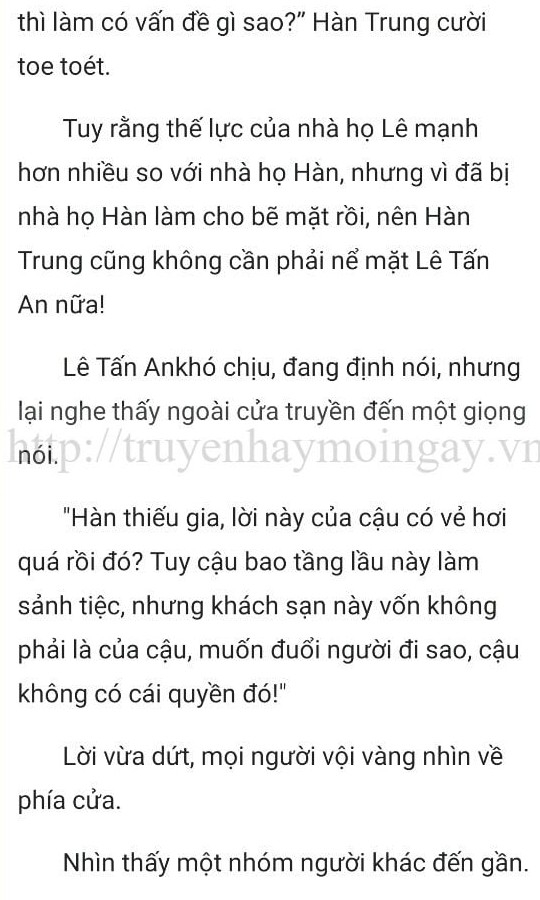 thì làm có vấn đề gì sao?” Hàn Trung cười
toe toét.
Tuy rằng thế lực của nhà họ Lê mạnh
hơn nhiều so với nhà họ Hàn, nhưng vì đã bị
nhà họ Hàn làm cho bẽ mặt rồi, nên Hàn
Trung cũng không cần phải nể mặt Lê Tấn
An nữa!
Lê Tấn Ankhó chịu, đang định nói, nhưng
lại nghe thấy ngoài cửa truyền đến một giọng
nói.
http://truyenhaymoingay.vn
"Hàn thiếu gia, lời này của cậu có vẻ hơi
quá rồi đó? Tuy cậu bao tầng lầu này làm
sảnh tiệc, nhưng khách sạn này vốn không
phải là của cậu, muốn đuổi người đi sao, cậu
không có cái quyền đó!"
Lời vừa dứt, mọi người vội vàng nhìn về
phía cửa.
Nhìn thấy một nhóm người khác đến gần.